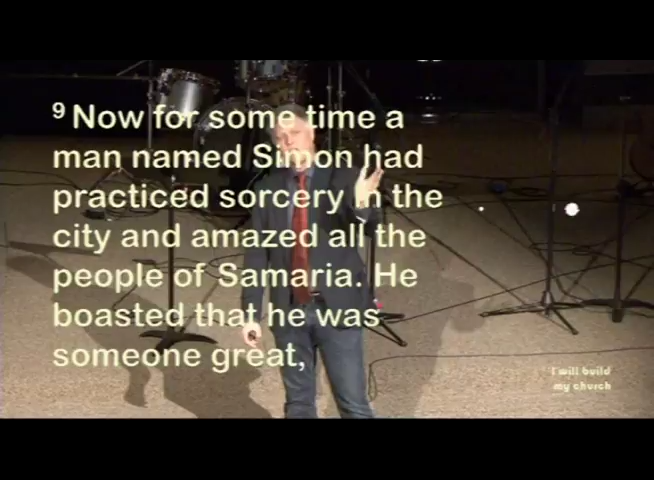 9 Now for some time a
man named Simon had
practiced sorcery in the
city and amazed all the
people of Samaria. He
boasted that he was
someone great,
I will build
my church